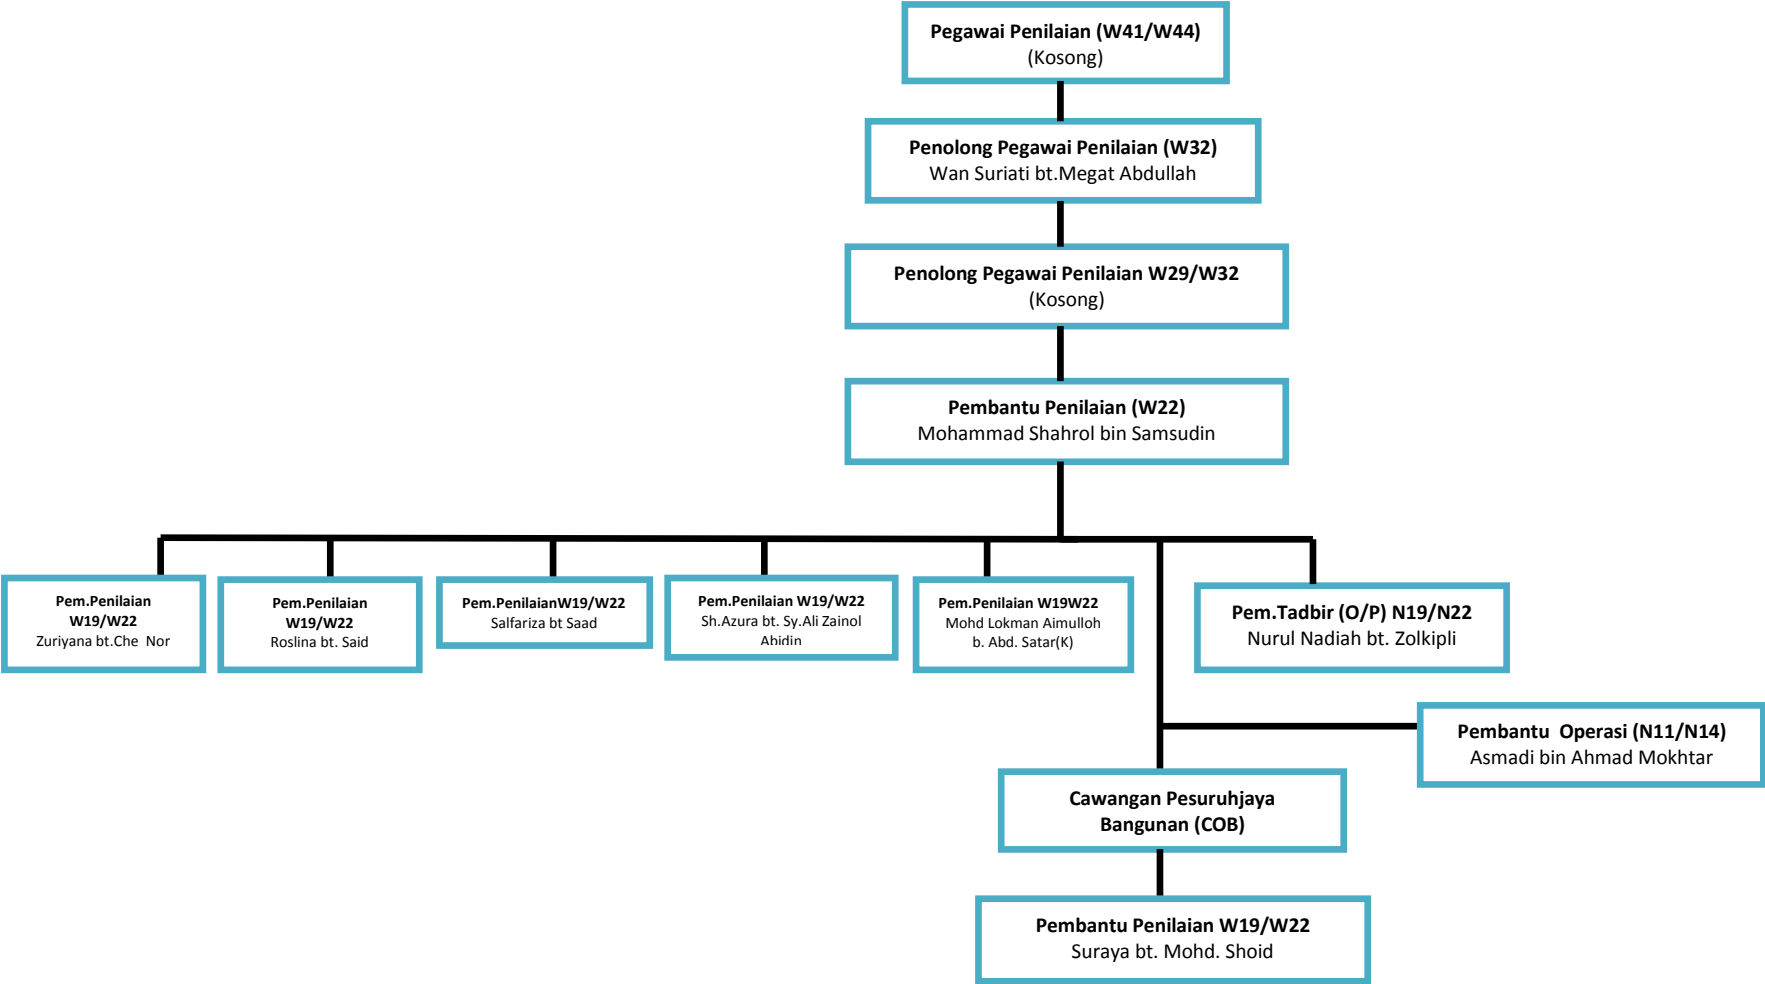 Pegawai Penilaian (W41/W44)
(Kosong)
Penolong Pegawai Penilaian (W32)
Wan Suriati bt.Megat Abdullah
Penolong Pegawai Penilaian W29/W32
(Kosong)
Pembantu Penilaian (W22)
Mohammad Shahrol bin Samsudin
Pem.Penilaian
W19/W22
Zuriyana bt.Che Nor
Pem.Penilaian
W19/W22
Roslina bt. Said
Pem.PenilaianW19/W22
Salfariza bt Saad
Pem.Penilaian W19/W22
Sh.Azura bt. Sy.Ali Zainol
Abidin
Pem.Penilaian W19W22
Mohd Lokman Aimulloh
b. Abd. Satar(K)
Pem.Tadbir (O/P) N19/N22
Nurul Nadiah bt. Zolkipli
Pembantu Operasi (N11/N14)
Asmadi bin Ahmad Mokhtar
Cawangan Pesuruhjaya
Bangunan (COB)
Pembantu Penilaian W19/W22
Suraya bt. Mohd. Shoid